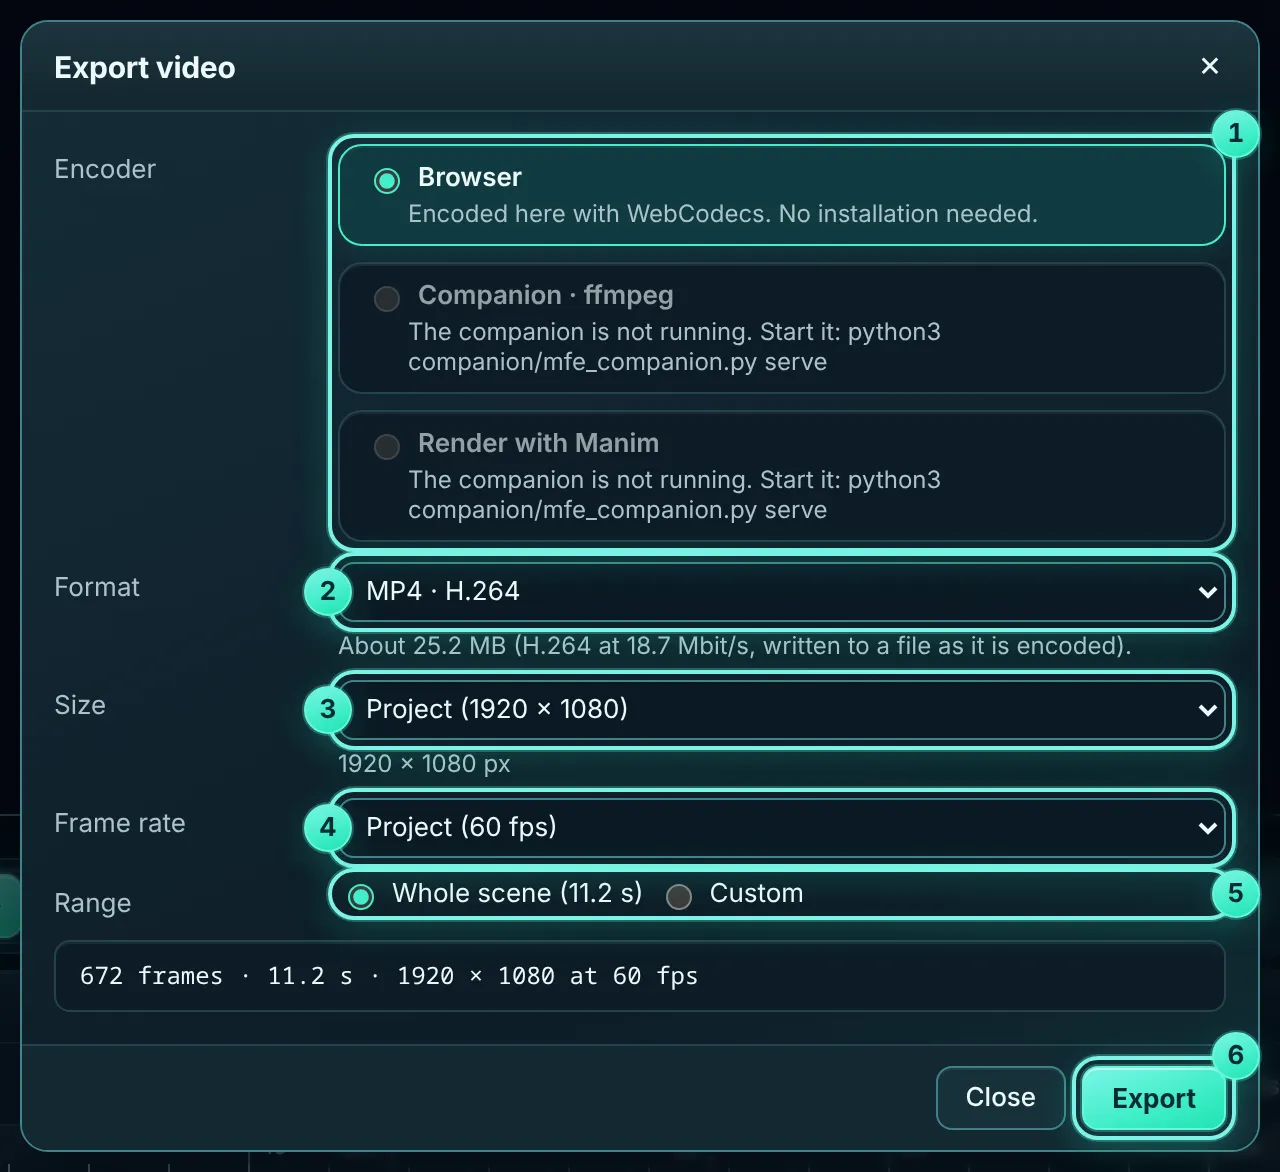 Export video
×
1
Encoder
Browser
Encoded here with WebCodecs. No installation needed.
Companion · ffmpeg
The companion is not running. Start it: python3
companion/mfe_companion.py serve
Render with Manim
The companion is not running. Start it: python3
companion/mfe_companion.py serve
Format
2
MP4 · H.264
About 25.2 MB (H.264 at 18.7 Mbit/s, written to a file as it is encoded).
Size
3
Project (1920 × 1080)
1920 × 1080 px
Frame rate
4
Project (60 fps)
Range
Whole scene (11.2 s)
Custom
5
672 frames · 11.2 s · 1920 × 1080 at 60 fps
6
Close
Export